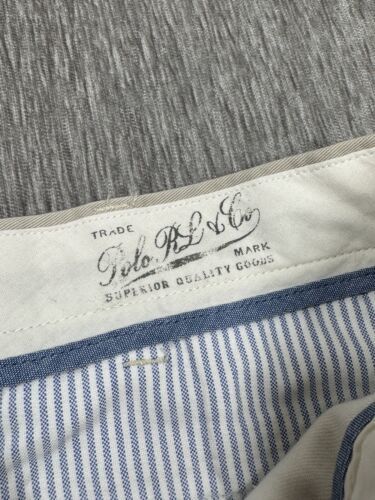 TRADE
Polo RL & Co
MARK
SUPERIOR QUALITY GOODS